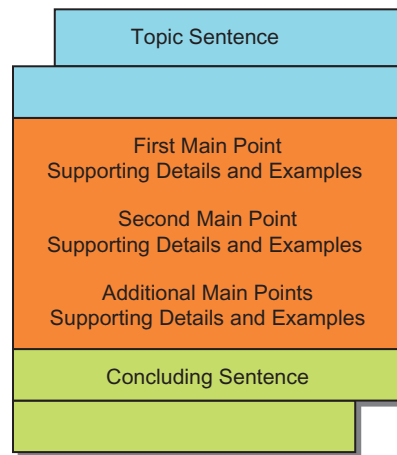 Topic Sentence
First Main Point
Supporting Details and Examples
Second Main Point
Supporting Details and Examples
Additional Main Points
Supporting Details and Examples
Concluding Sentence